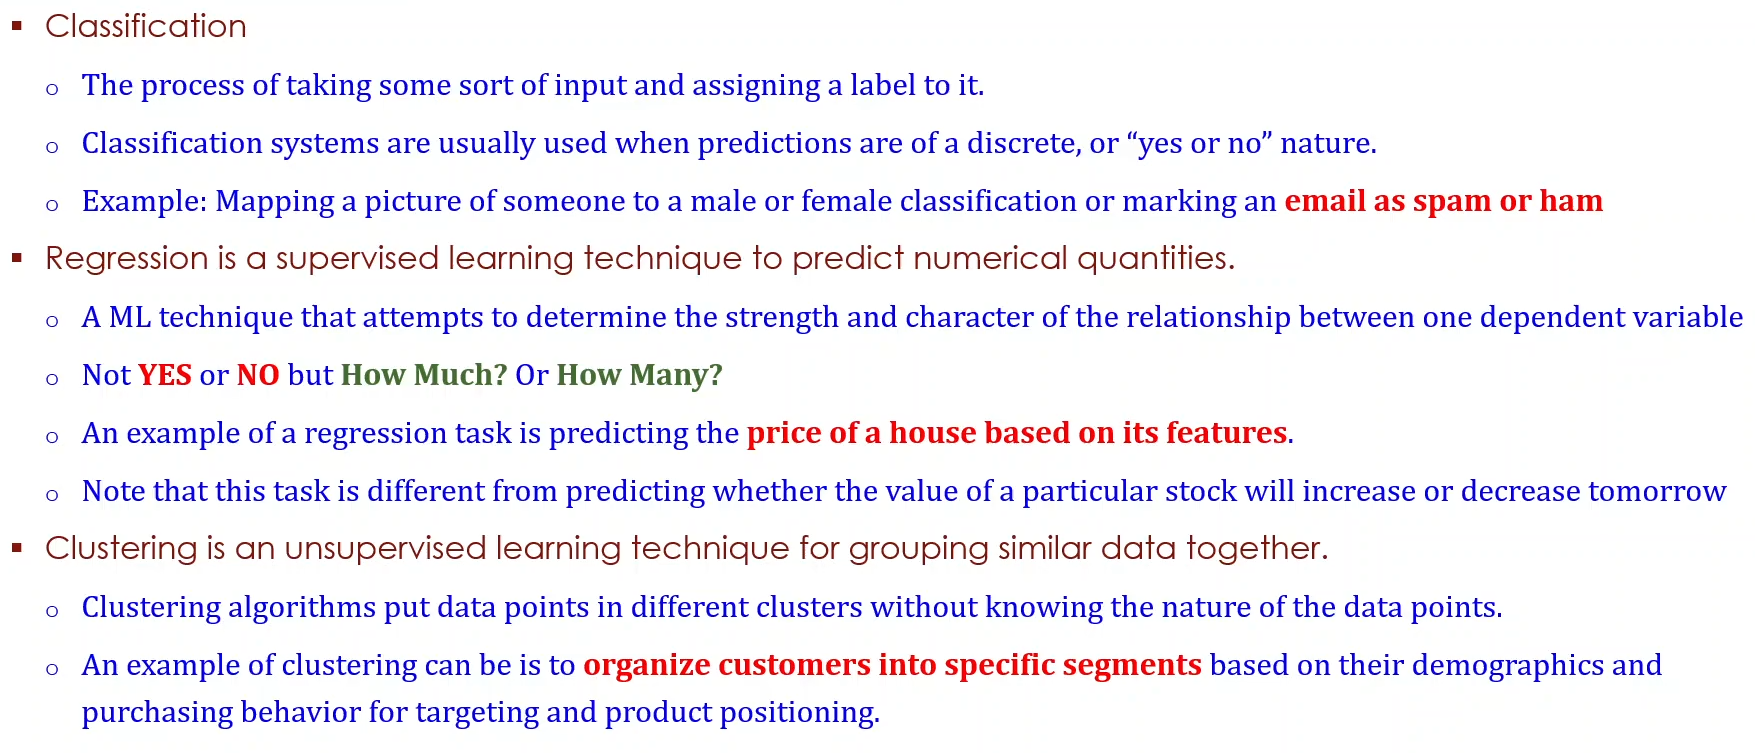 ▪ Classification
o The process of taking some sort of input and assigning a label to it.
o Classification systems are usually used when predictions are of a discrete, or “yes or no” nature.
o Example: Mapping a picture of someone to a male or female classification or marking an email as spam or ham
▪ Regression is a supervised learning technique to predict numerical quantities.
o A ML technique that attempts to determine the strength and character of the relationship between one dependent variable
o Not YES or NO but How Much? Or How Many?
o An example of a regression task is predicting the price of a house based on its features.
o Note that this task is different from predicting whether the value of a particular stock will increase or decrease tomorrow
▪ Clustering is an unsupervised learning technique for grouping similar data together.
o Clustering algorithms put data points in different clusters without knowing the nature of the data points.
o An example of clustering can be is to organize customers into specific segments based on their demographics and
purchasing behavior for targeting and product positioning.